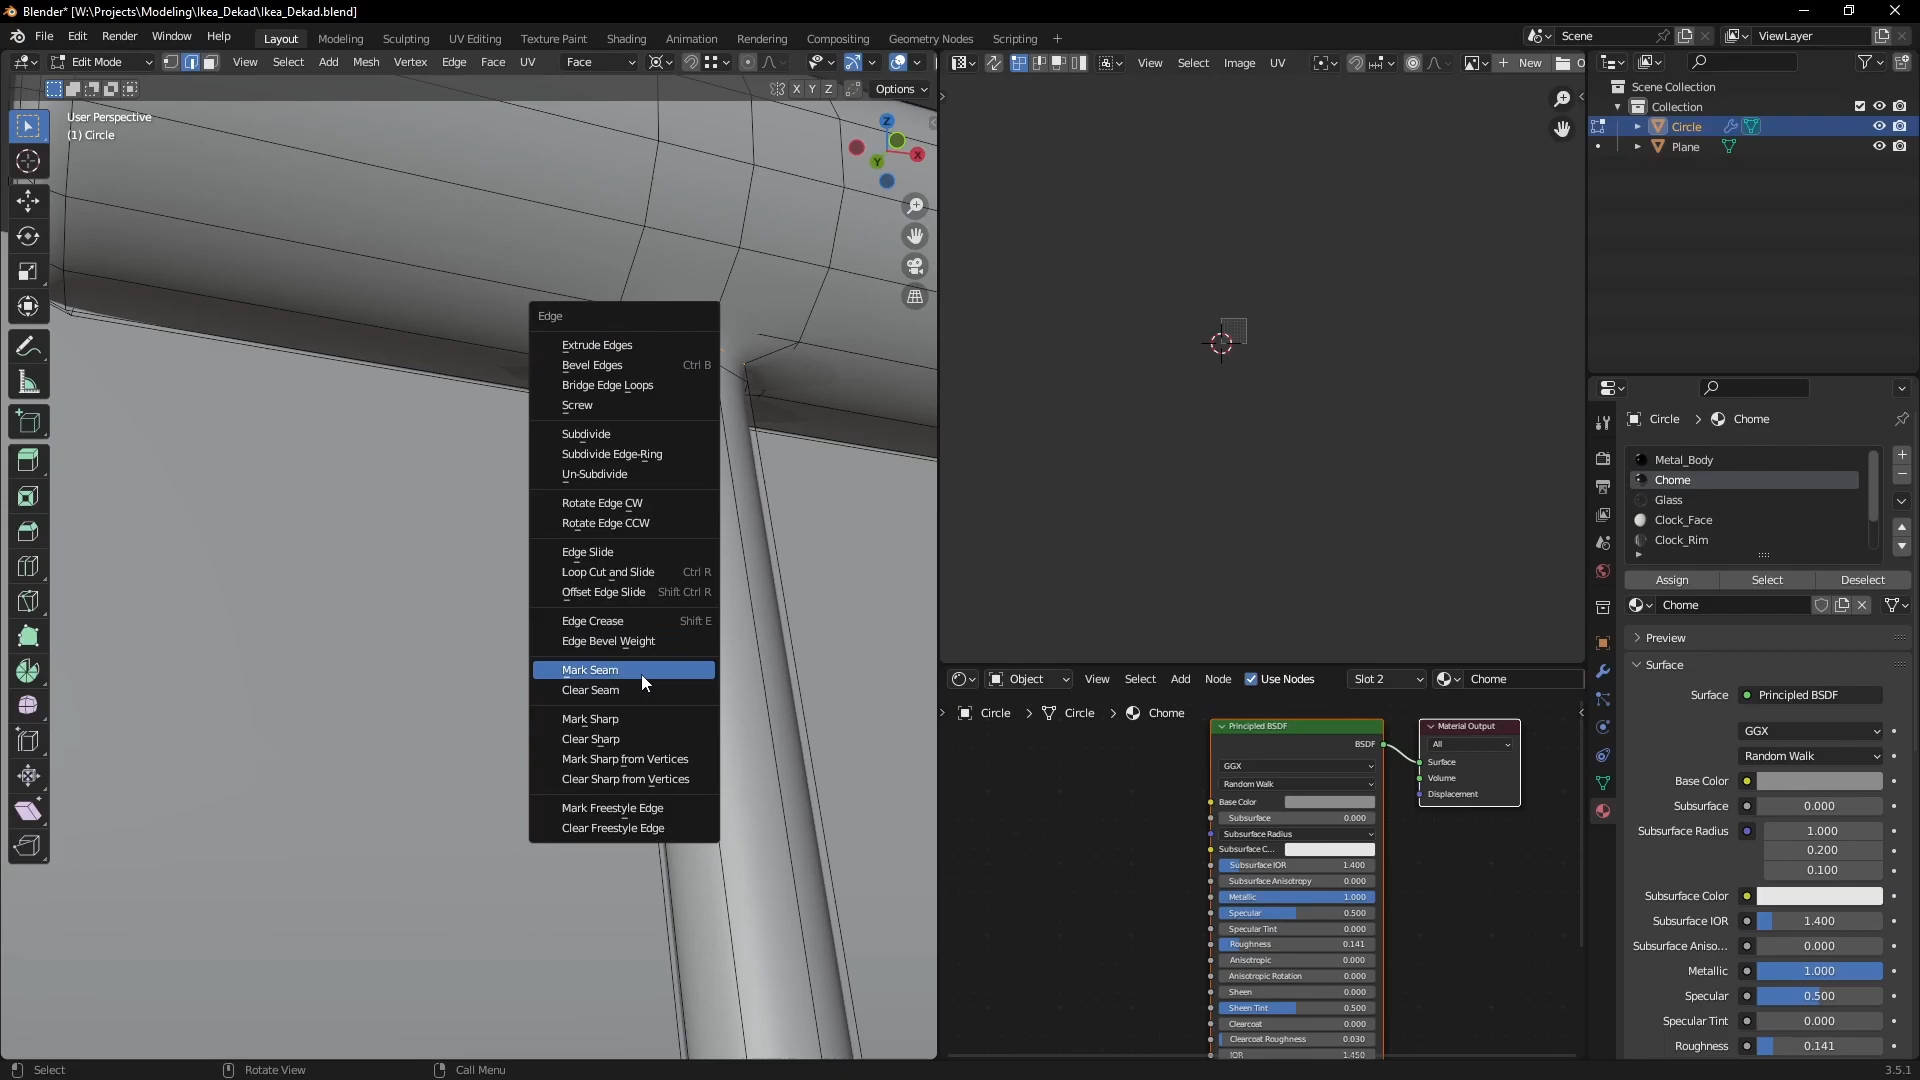 Blender* [W:\Projects\Modeling\Ikea_Dekad\Ikea_Dekad.blend]
File Edit Render Window Help Layout Modeling Sculpting UV Editing Texture Paint Shading Animation Rendering Compositing Geometry Nodes Scripting + Scene ViewLayer
Edit Mode View Select Add Mesh Vertex Edge Face UV Face
View Select Image UV New O
X Y Z Options
User Perspective
(1) Circle
Z
X
Y
Edge
Extrude Edges
Bevel Edges Ctrl B
Bridge Edge Loops
Screw
Subdivide
Subdivide Edge-Ring
Un-Subdivide
Rotate Edge CW
Rotate Edge CCW
Edge Slide
Loop Cut and Slide Ctrl R
Offset Edge Slide Shift Ctrl R
Edge Crease Shift E
Edge Bevel Weight
Mark Seam
Clear Seam
Mark Sharp
Clear Sharp
Mark Sharp from Vertices
Clear Sharp from Vertices
Mark Freestyle Edge
Clear Freestyle Edge
Object View Select Add Node Use Nodes Slot 2 Chome
Circle Circle Chome
Principled BSDF
BSDF
GGX
Random Walk
Base Color
Subsurface 0.000
Subsurface Radius
Subsurface C...
Subsurface IOR 1.400
Subsurface Anisotropy 0.000
Metallic 1.000
Specular 0.500
Specular Tint 0.000
Roughness 0.141
Anisotropic 0.000
Anisotropic Rotation 0.000
Sheen 0.000
Sheen Tint 0.500
Clearcoat 0.000
Clearcoat Roughness 0.030
IOR 1.450
Material Output
All
Surface
Volume
Displacement
Scene Collection
Collection
Circle
Plane
Circle Chome
Metal_Body
Chome
Glass
Clock_Face
Clock_Rim
Assign Select Deselect
Chome
Preview
Surface
Surface Principled BSDF
GGX
Random Walk
Base Color
Subsurface 0.000
Subsurface Radius 1.000
0.200
0.100
Subsurface Color
Subsurface IOR 1.400
Subsurface Aniso... 0.000
Metallic 1.000
Specular 0.500
Specular Tint 0.000
Roughness 0.141
Select Rotate View Call Menu 3.5.1